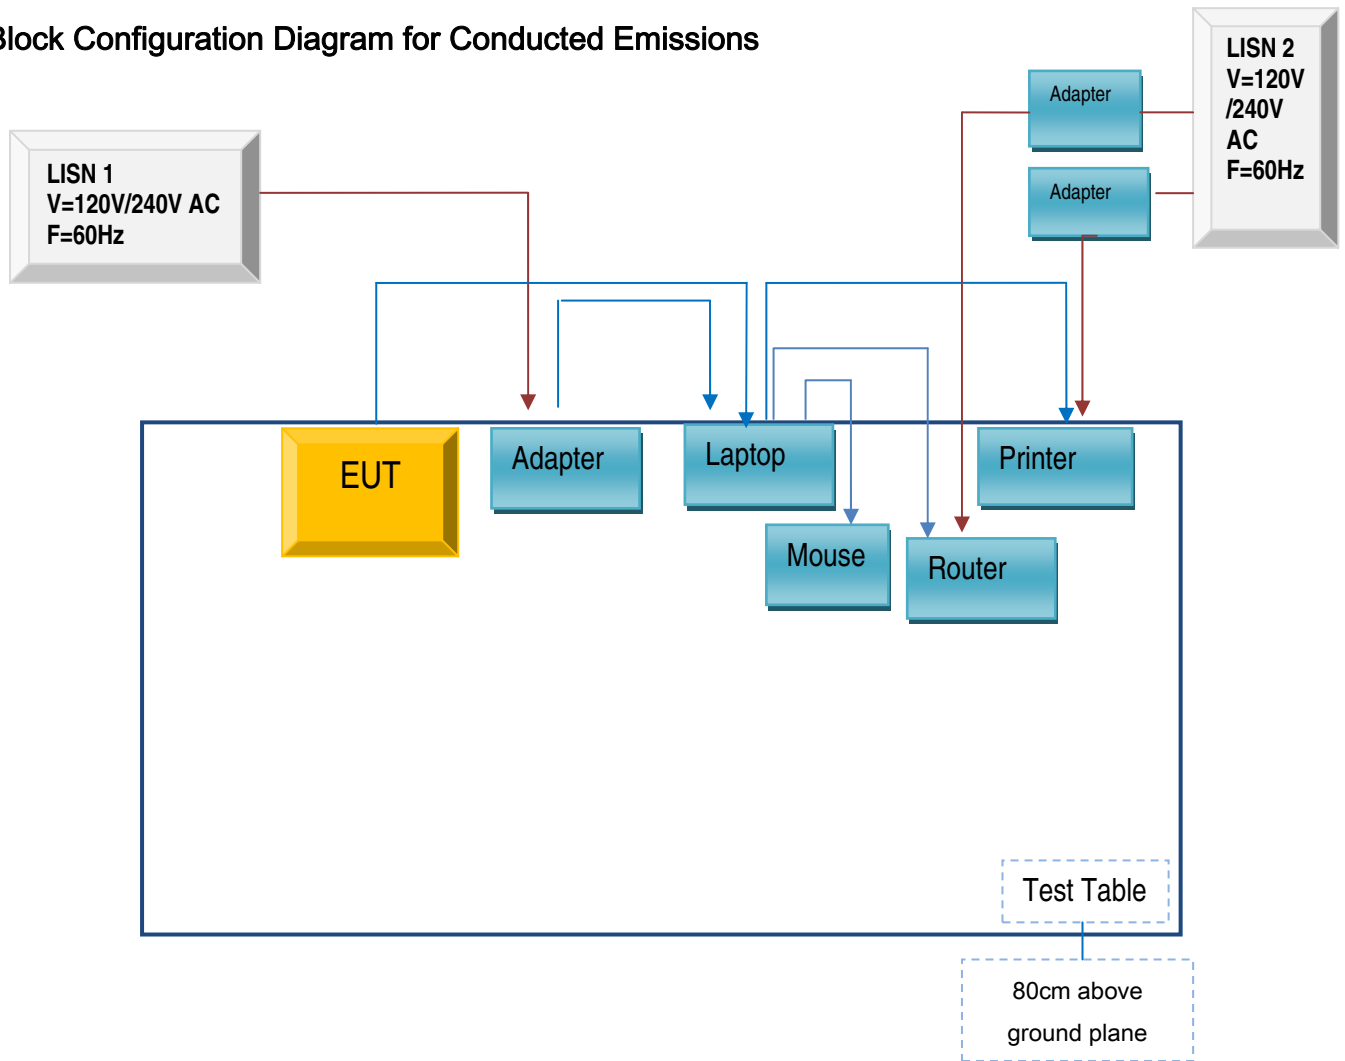 Block Configuration Diagram for Conducted Emissions
LISN 2
V=120V
/240V
AC
F=60Hz
Adapter
Adapter
LISN 1
V=120V/240V AC
F=60Hz
EUT
Adapter
Laptop
Printer
Mouse
Router
Test Table
80cm above
ground plane